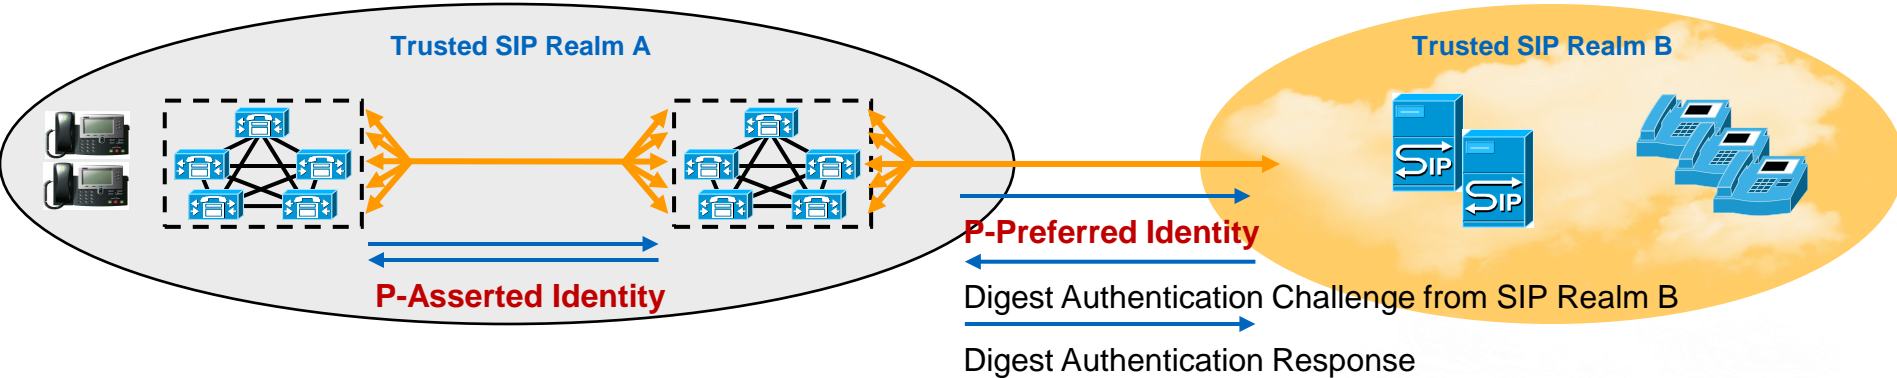 Trusted SIP Realm A
Trusted SIP Realm B
SIP
SIP
P-Preferred Identity
P-Asserted Identity
Digest Authentication Challenge from SIP Realm B
Digest Authentication Response